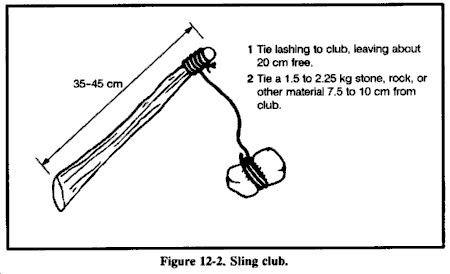 35–45 cm
1 Tie lashing to club, leaving about
20 cm free.
2 Tie a 1.5 to 2.25 kg stone, rock, or
other material 7.5 to 10 cm from
club.
Figure 12-2. Sling club.